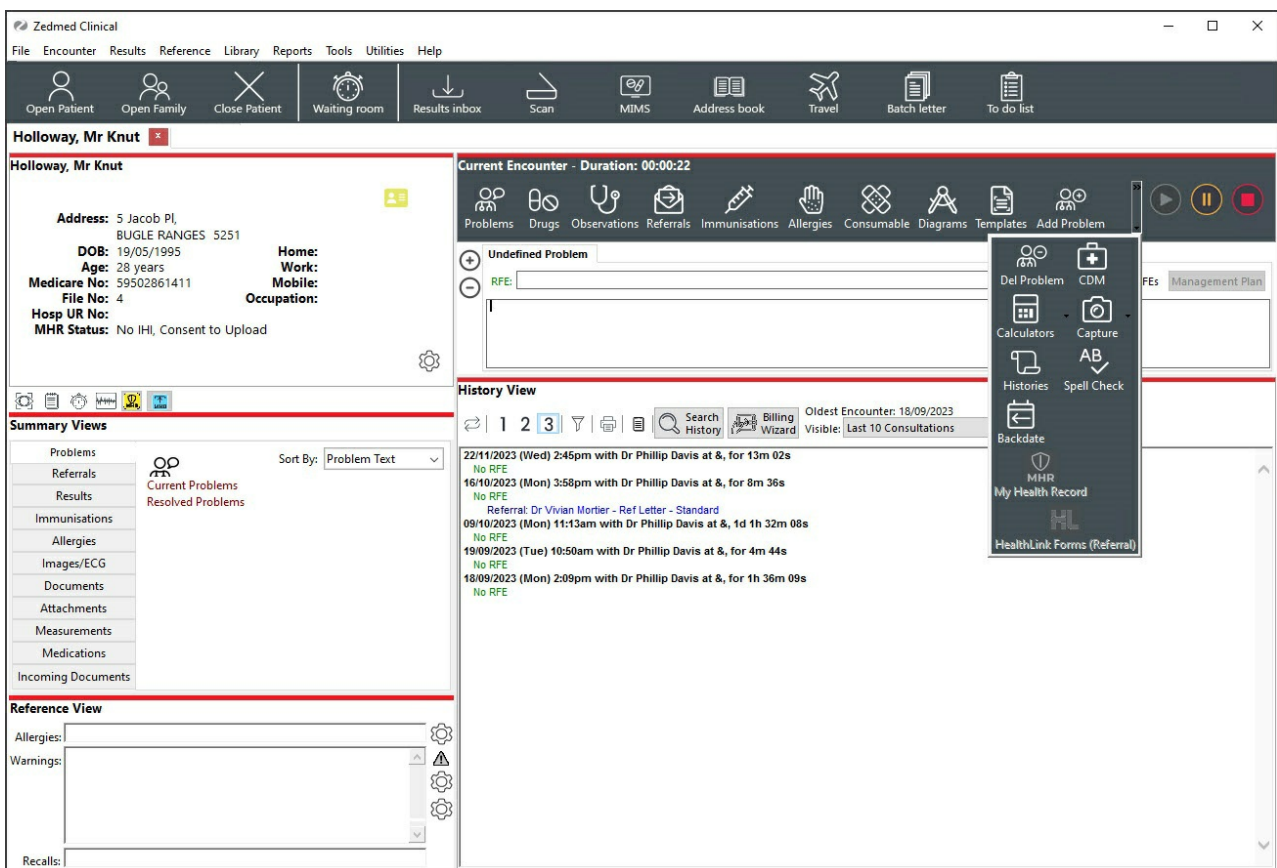 Zedmed Clinical
File Encounter Results Reference Library Reports Tools Utilities Help
Open Patient Open Family Close Patient Waiting room Results inbox Scan MIMS Address book Travel Batch letter To do list
Holloway, Mr Knut x
Holloway, Mr Knut
Address: 5 Jacob Pl,
BUGLE RANGES 5251
DOB: 19/05/1995 Home:
Age: 28 years Work:
Medicare No: 59502861411 Mobile:
File No: 4 Occupation:
Hosp UR No:
MHR Status: No IHI, Consent to Upload
Summary Views
Problems
Referrals
Results
Immunisations
Allergies
Images/ECG
Documents
Attachments
Measurements
Medications
Incoming Documents
Sort By: Problem Text
Current Problems
Resolved Problems
Reference View
Allergies:
Warnings:
Recalls:
Current Encounter - Duration: 00:00:22
Problems Drugs Observations Referrals Immunisations Allergies Consumable Diagrams Templates Add Problem »
Undefined Problem
RFE:
FEs Management Plan
Del Problem CDM
Calculators Capture
AB
Histories Spell Check
Backdate
MHR
My Health Record
HL
HealthLink Forms (Referral)
History View
1 2 3 Search History Billing Wizard
Oldest Encounter: 18/09/2023
Visible: Last 10 Consultations
22/11/2023 (Wed) 2:45pm with Dr Phillip Davis at &, for 13m 02s
No RFE
16/10/2023 (Mon) 3:58pm with Dr Phillip Davis at &, for 8m 36s
No RFE
Referral: Dr Vivian Mortier - Ref Letter - Standard
09/10/2023 (Mon) 11:13am with Dr Phillip Davis at &, 1d 1h 32m 08s
No RFE
19/09/2023 (Tue) 10:50am with Dr Phillip Davis at &, for 4m 44s
No RFE
18/09/2023 (Mon) 2:09pm with Dr Phillip Davis at &, for 1h 36m 09s
No RFE